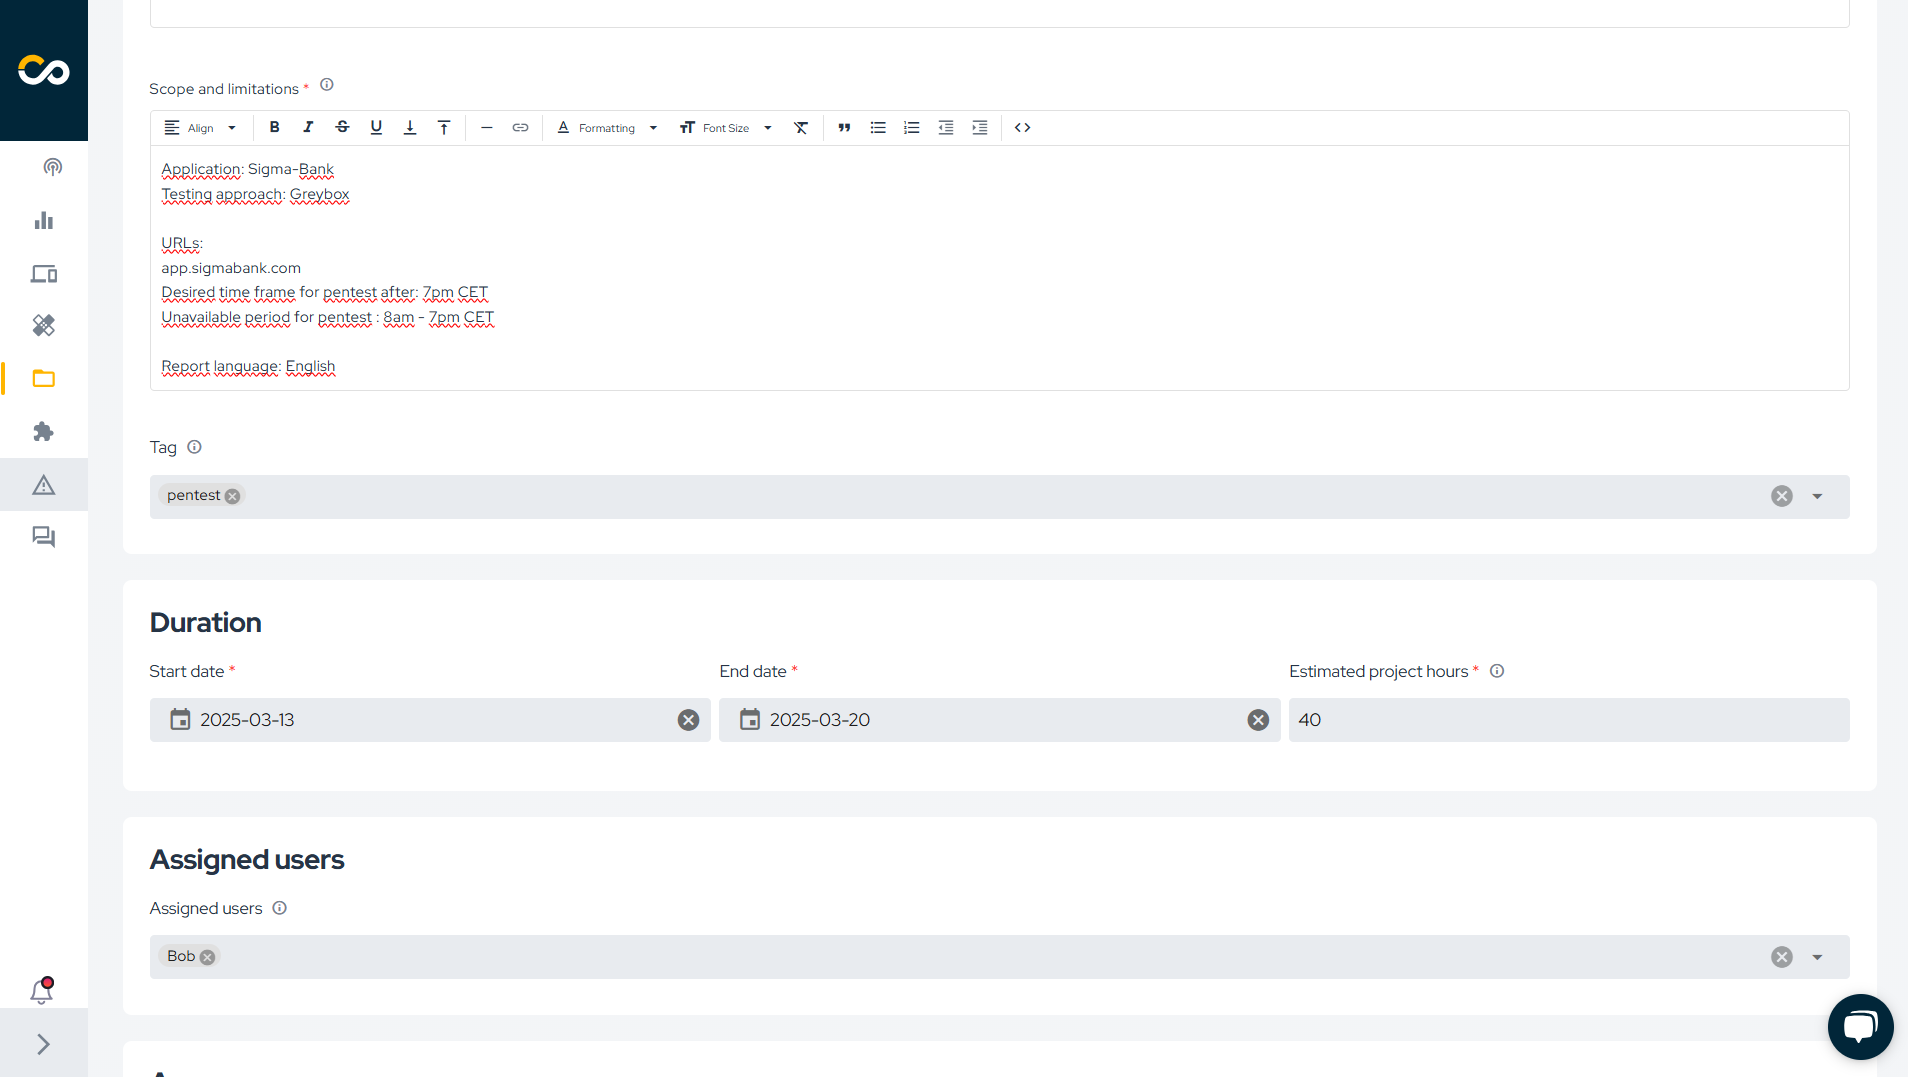 Scope and limitations *
Align
Formatting
Font Size
Application: Sigma-Bank
Testing approach: Greybox
URLs:
app.sigmabank.com
Desired time frame for pentest after: 7pm CET
Unavailable period for pentest : 8am - 7pm CET
Report language: English
Tag
pentest
Duration
Start date *
End date *
Estimated project hours *
2025-03-13
2025-03-20
40
Assigned users
Assigned users
Bob